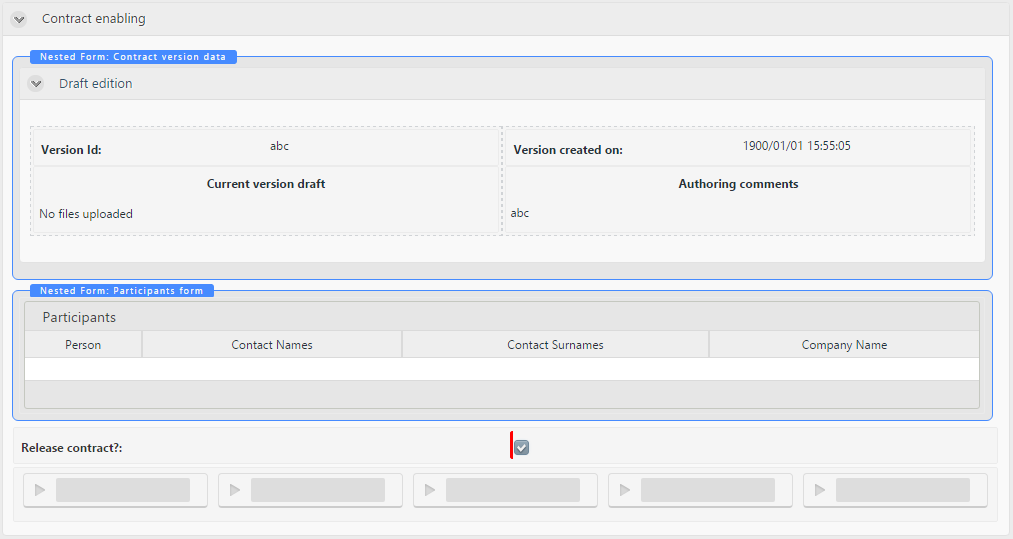 Contract enabling
Nested Form: Contract version data
Draft edition
Version Id: abc Version created on: 1900/01/01 15:55:05
Current version draft Authoring comments
No files uploaded abc
Nested Form: Participants form
Participants
Person Contact Names Contact Surnames Company Name
Release contract?: